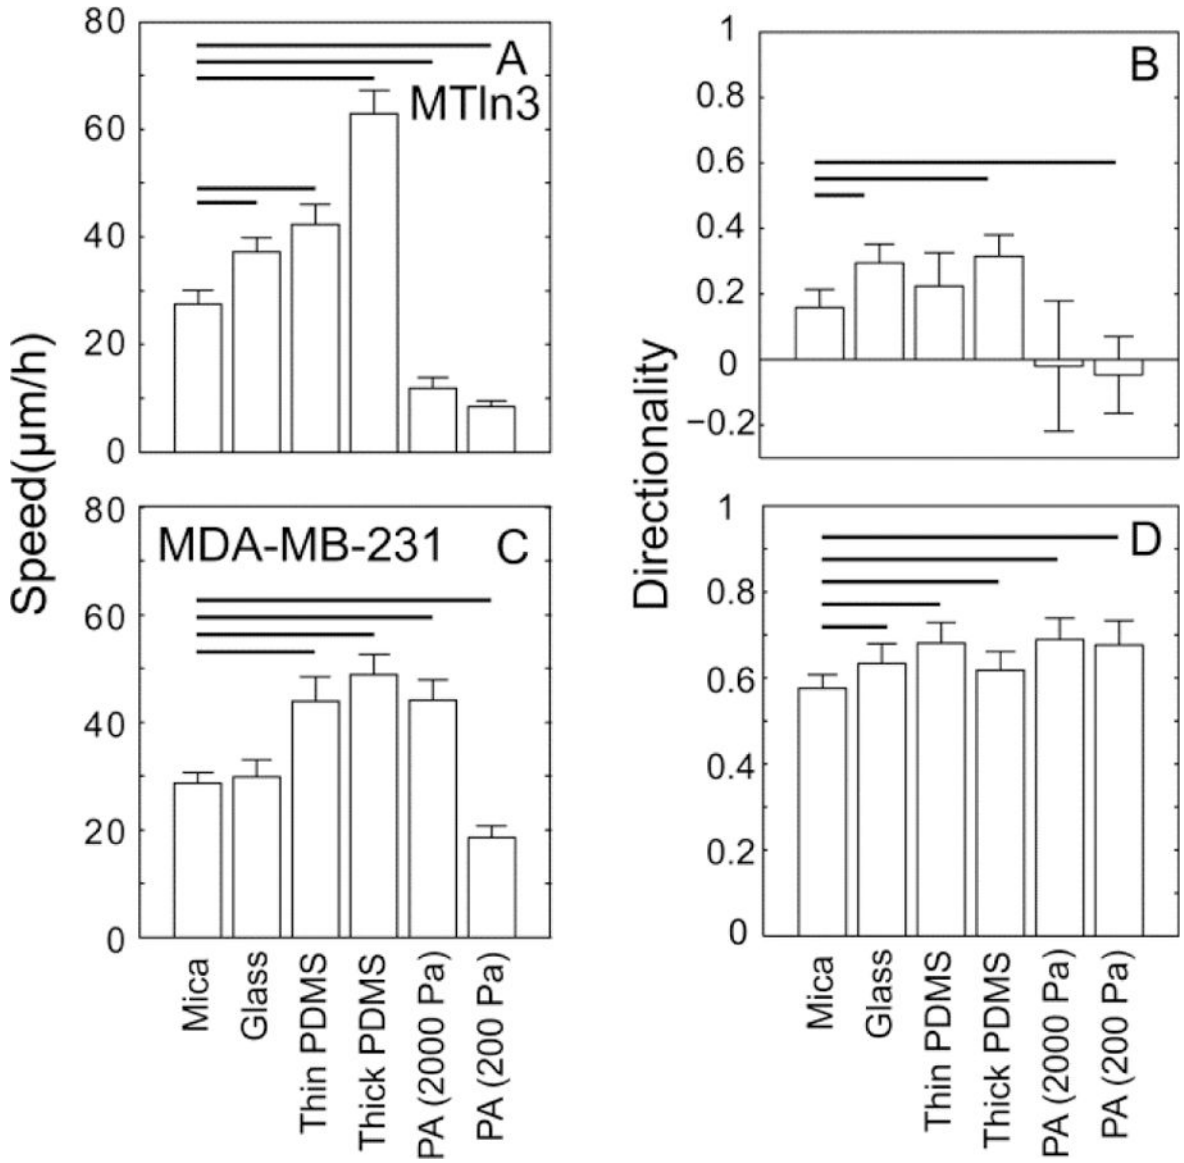 Speed(μm/h)
80
60
40
20
0
A
MTln3
Directionality
1
0.8
0.6
0.4
0.2
0
−0.2
B
80
60
40
20
0
MDA-MB-231
C
Mica
Glass
Thin PDMS
Thick PDMS
PA (2000 Pa)
PA (200 Pa)
1
0.8
0.6
0.4
0.2
0
D
Mica
Glass
Thin PDMS
Thick PDMS
PA (2000 Pa)
PA (200 Pa)